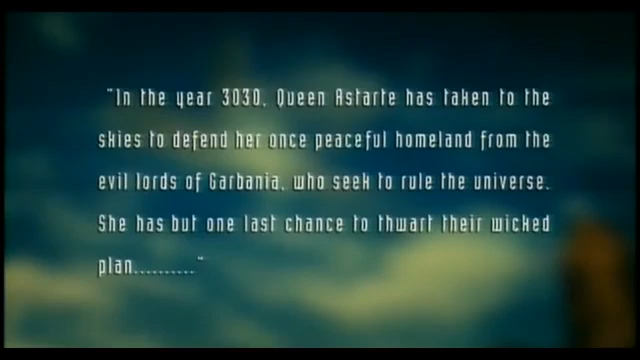 "In the year 3030, Queen Astarte has taken to the
skies to defend her once peaceful homeland from the
evil lords of Garbania, who seek to rule the universe.
She has but one last chance to thwart their wicked
plan.........."